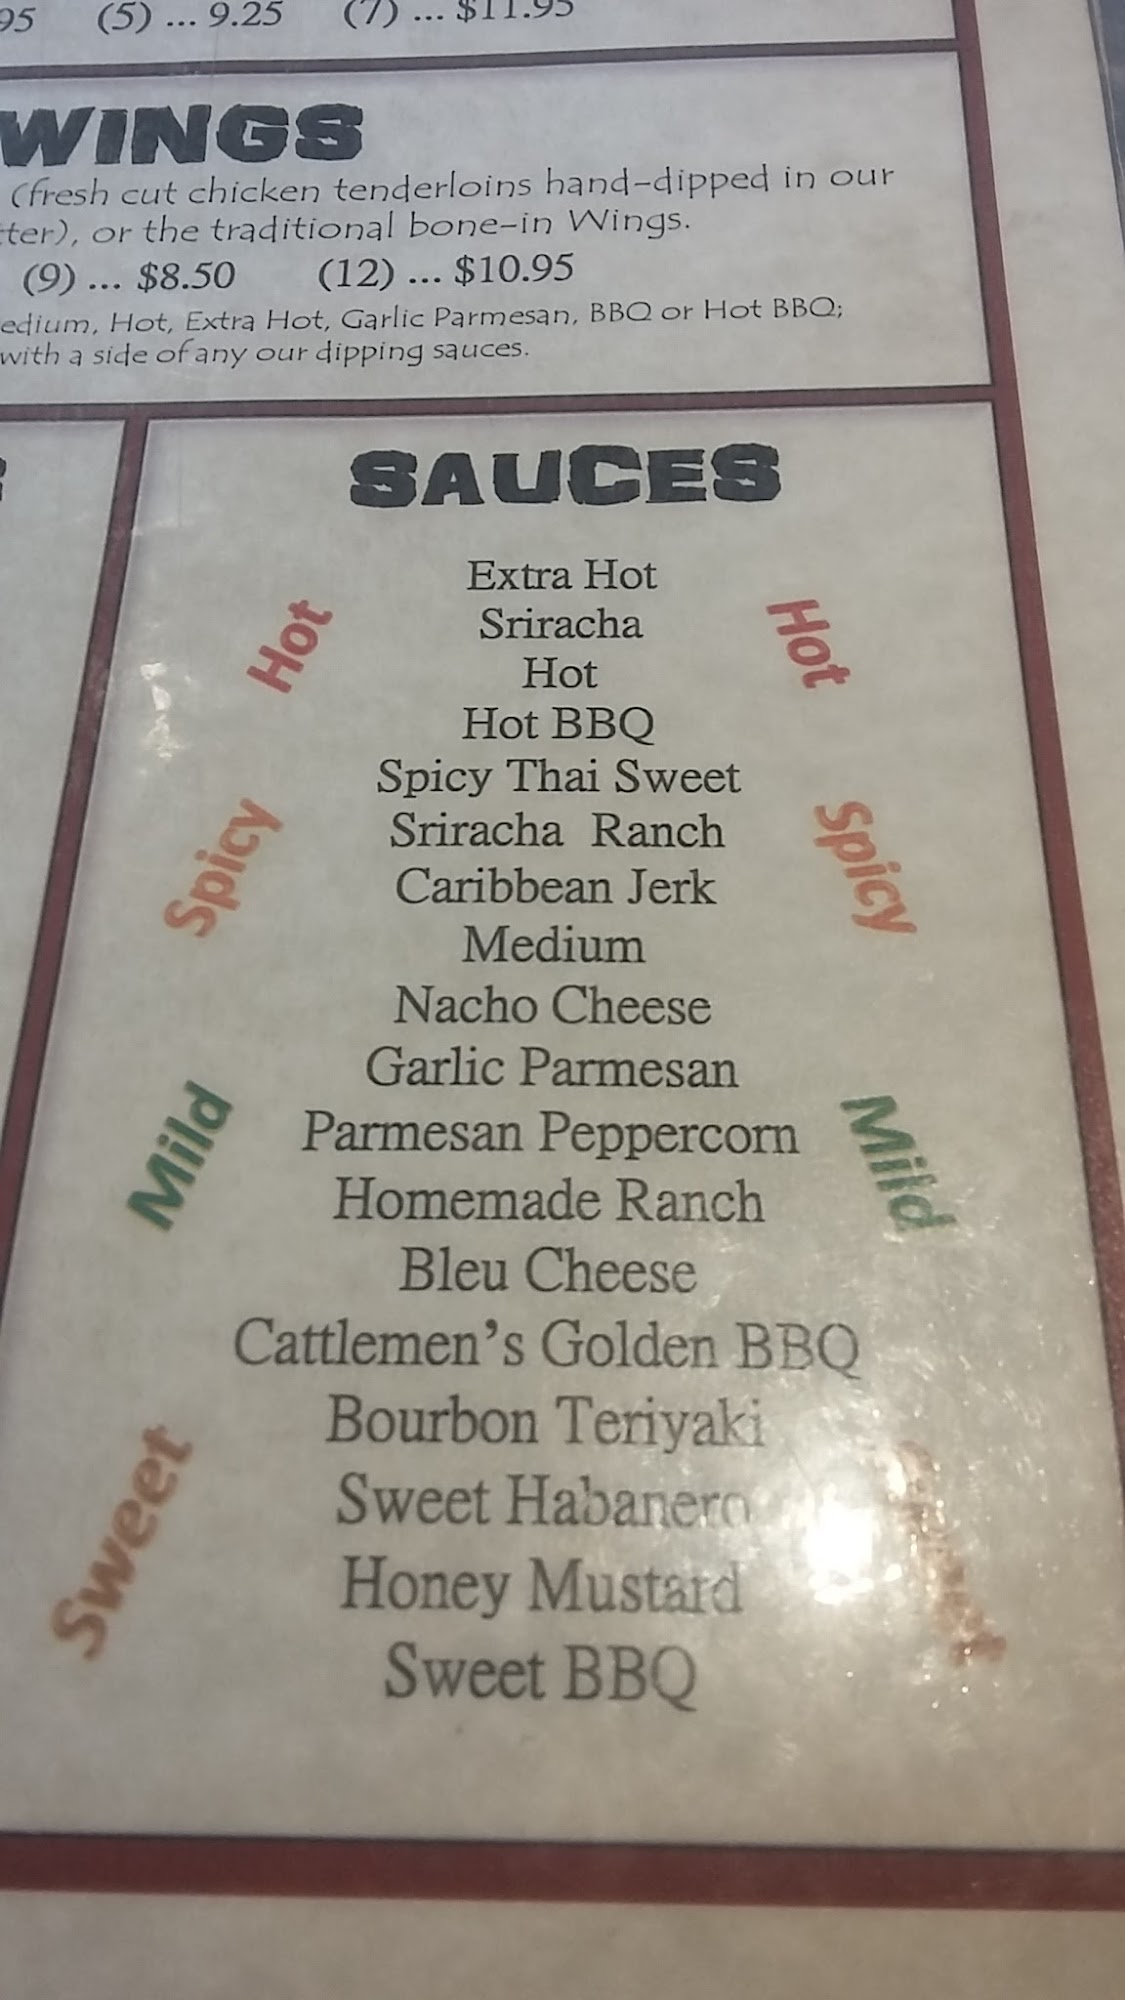 95 (5) ... 9.25 (7) ... $11.95
WINGS
(fresh cut chicken tenderloins hand-dipped in our
tter), or the traditional bone-in Wings.
(9) ... $8.50 (12) ... $10.95
edium, Hot, Extra Hot, Garlic Parmesan, BBQ or Hot BBQ;
with a side of any our dipping sauces.
SAUCES
Extra Hot
Sriracha
Hot Hot Hot
Hot BBQ
Spicy Thai Sweet
Sriracha Ranch
Spicy Caribbean Jerk Spicy
Medium
Nacho Cheese
Garlic Parmesan
Mild Parmesan Peppercorn Mild
Homemade Ranch
Bleu Cheese
Cattlemen's Golden BBQ
Bourbon Teriyaki
Sweet Sweet Habanero Sweet
Honey Mustard
Sweet BBQ